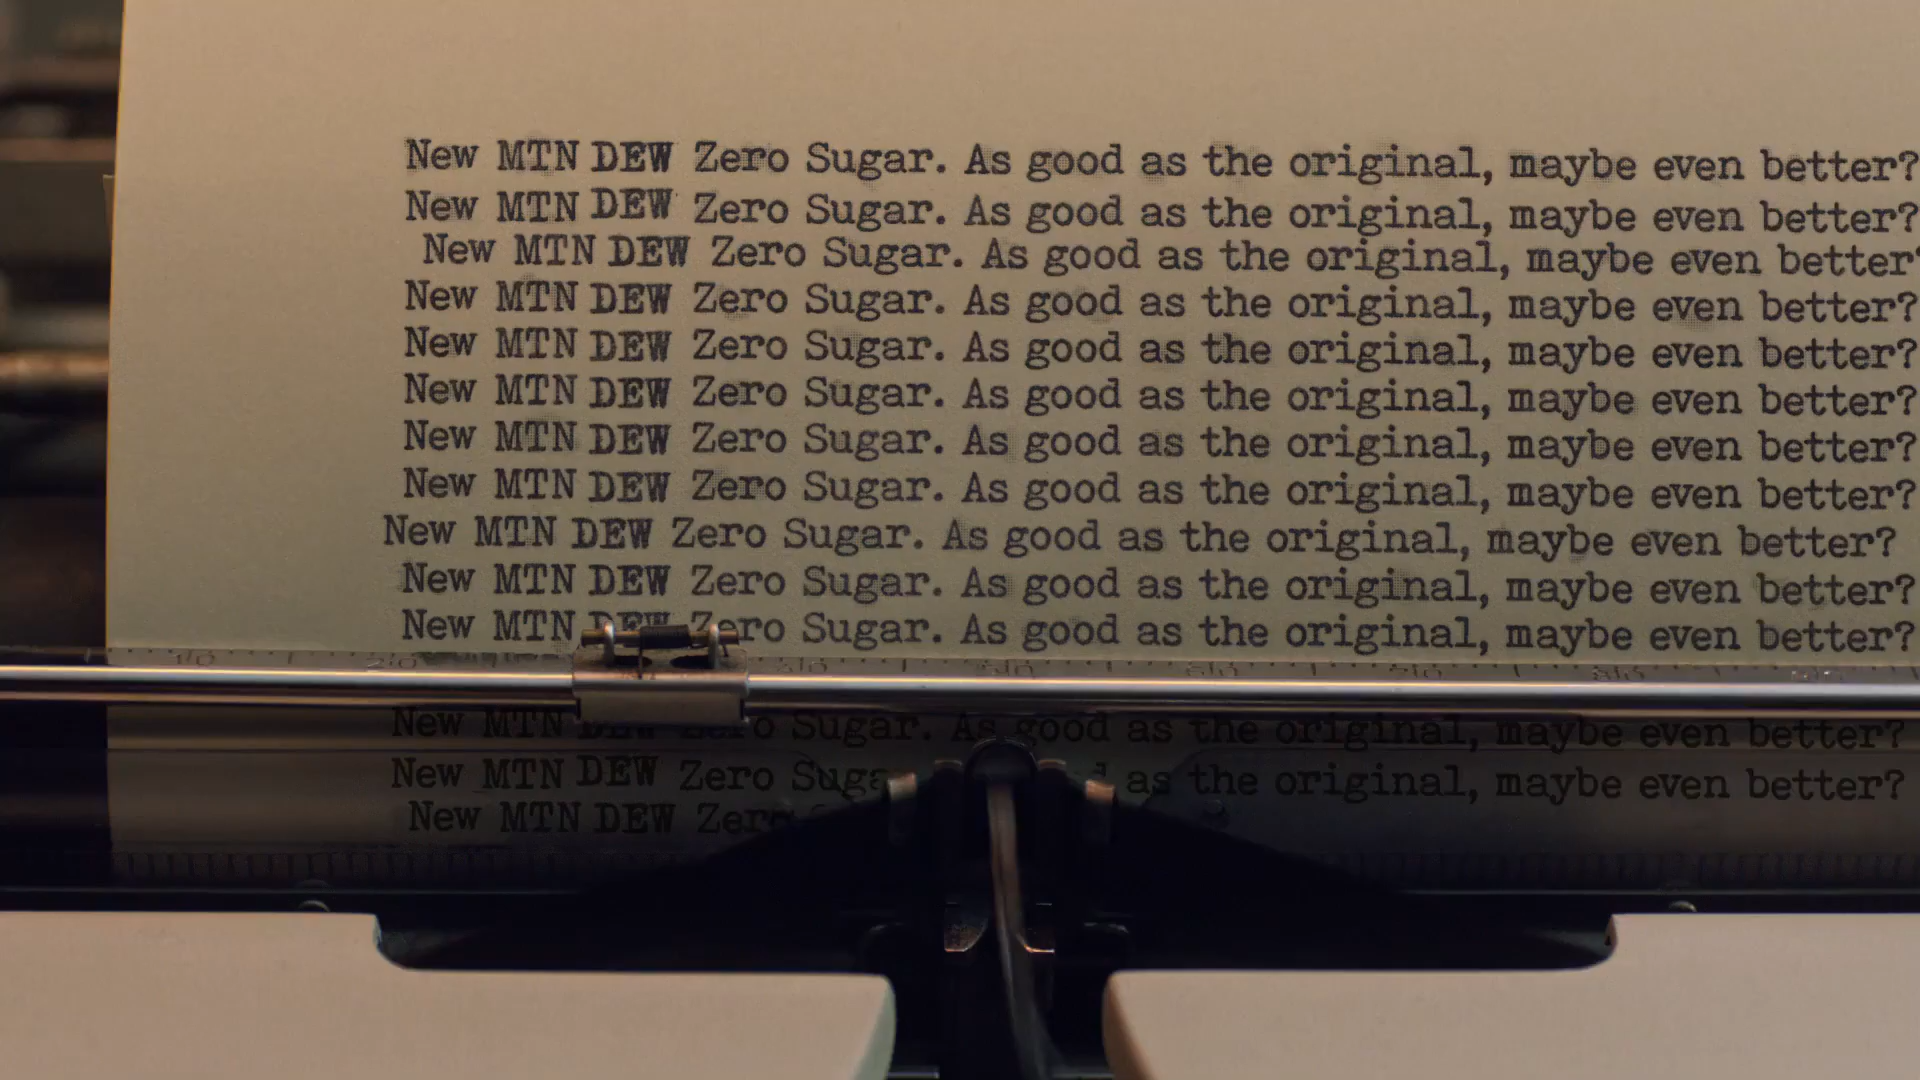 New MTN DEW Zero Sugar. As good as the original, maybe even better?
New MTN DEW Zero Sugar. As good as the original, maybe even better?
New MTN DEW Zero Sugar. As good as the original, maybe even better
New MTN DEW Zero Sugar. As good as the original, maybe even better?
New MTN DEW Zero Sugar. As good as the original, maybe even better?
New MTN DEW Zero Sugar. As good as the original, maybe even better?
New MTN DEW Zero Sugar. As good as the original, maybe even better?
New MTN DEW Zero Sugar. As good as the original, maybe even better?
New MTN DEW Zero Sugar. As good as the original, maybe even better?
New MTN DEW Zero Sugar. As good as the original, maybe even better?
New MTN DEW Zero Sugar. As good as the original, maybe even better?
New MTN Sugar. As good as the original, maybe even better?
New MTN DEW Zero as the original, maybe even better?
New MTN DEW Zero